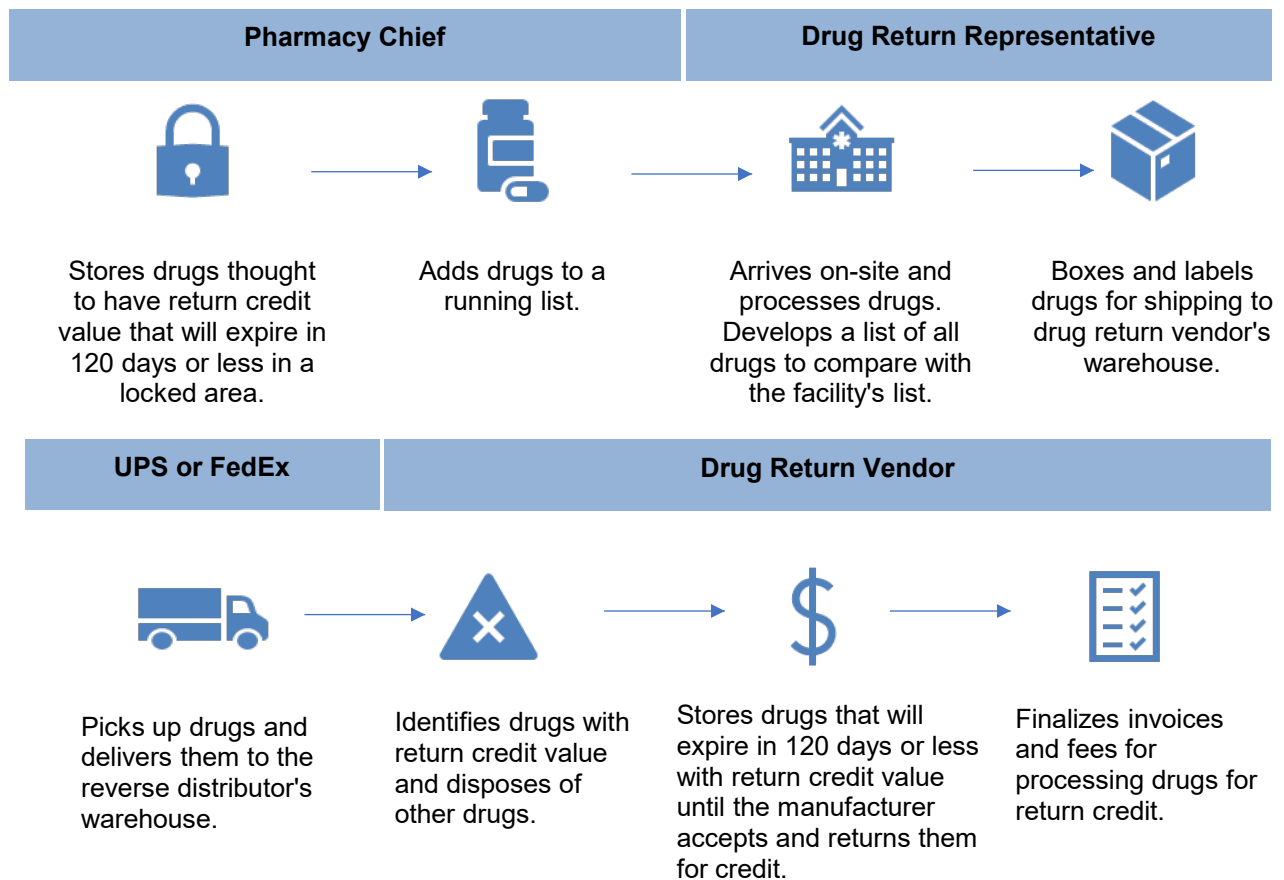 Pharmacy Chief
Drug Return Representative
Stores drugs thought
to have return credit
value that will expire in
120 days or less in a
locked area.
Adds drugs to a
running list.
Arrives on-site and
processes drugs.
Develops a list of all
drugs to compare with
the facility's list.
Boxes and labels
drugs for shipping to
drug return vendor's
warehouse.
UPS or FedEx
Drug Return Vendor
Picks up drugs and
delivers them to the
reverse distributor's
warehouse.
Identifies drugs with
return credit value
and disposes of
other drugs.
Stores drugs that will
expire in 120 days or less
with return credit value
until the manufacturer
accepts and returns them
for credit.
Finalizes invoices
and fees for
processing drugs for
return credit.